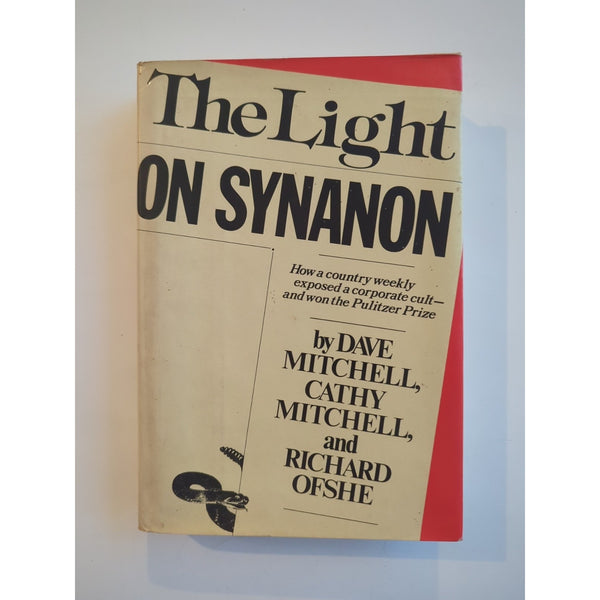 The Light
ON SYNANON
How a country weekly
exposed a corporate cult—
and won the Pulitzer Prize
by DAVE
MITCHELL,
CATHY
MITCHELL,
and
RICHARD
OFSHE